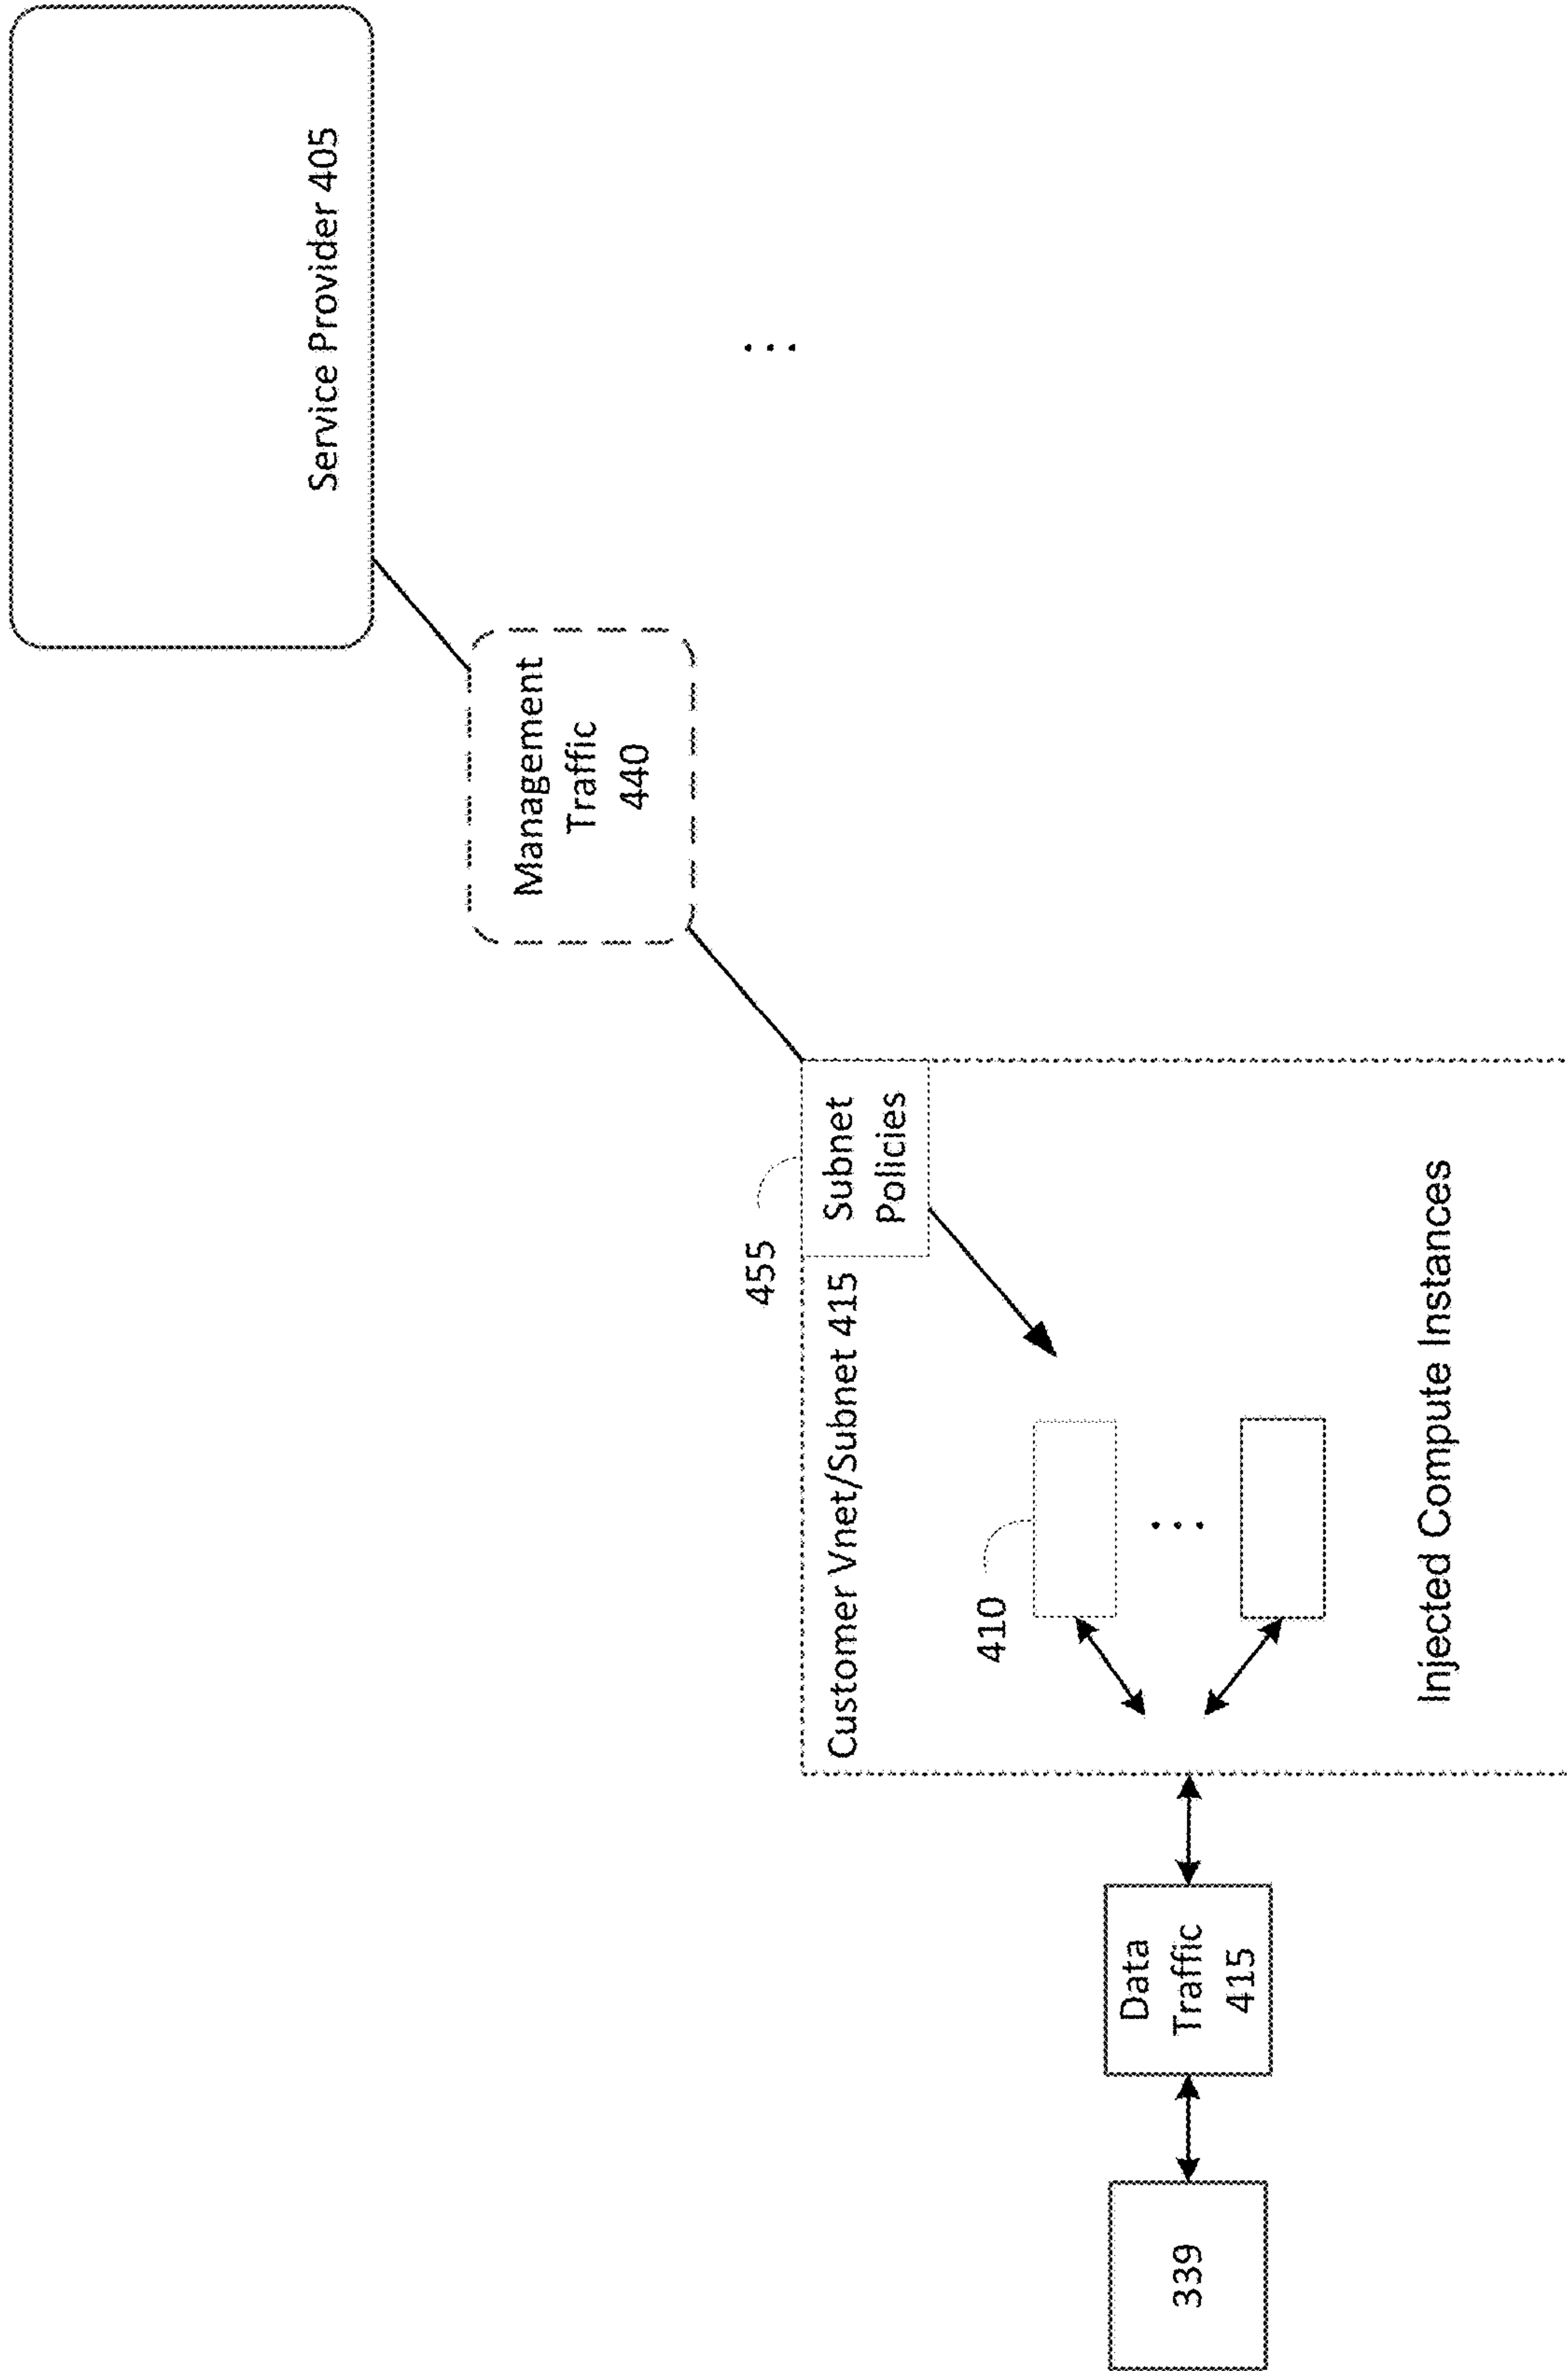 Service Provider 405
Management
Traffic
440
...
455
Subnet
Policies
Customer Vnet/Subnet 415
410
...
Injected Compute Instances
Data
Traffic
415
339